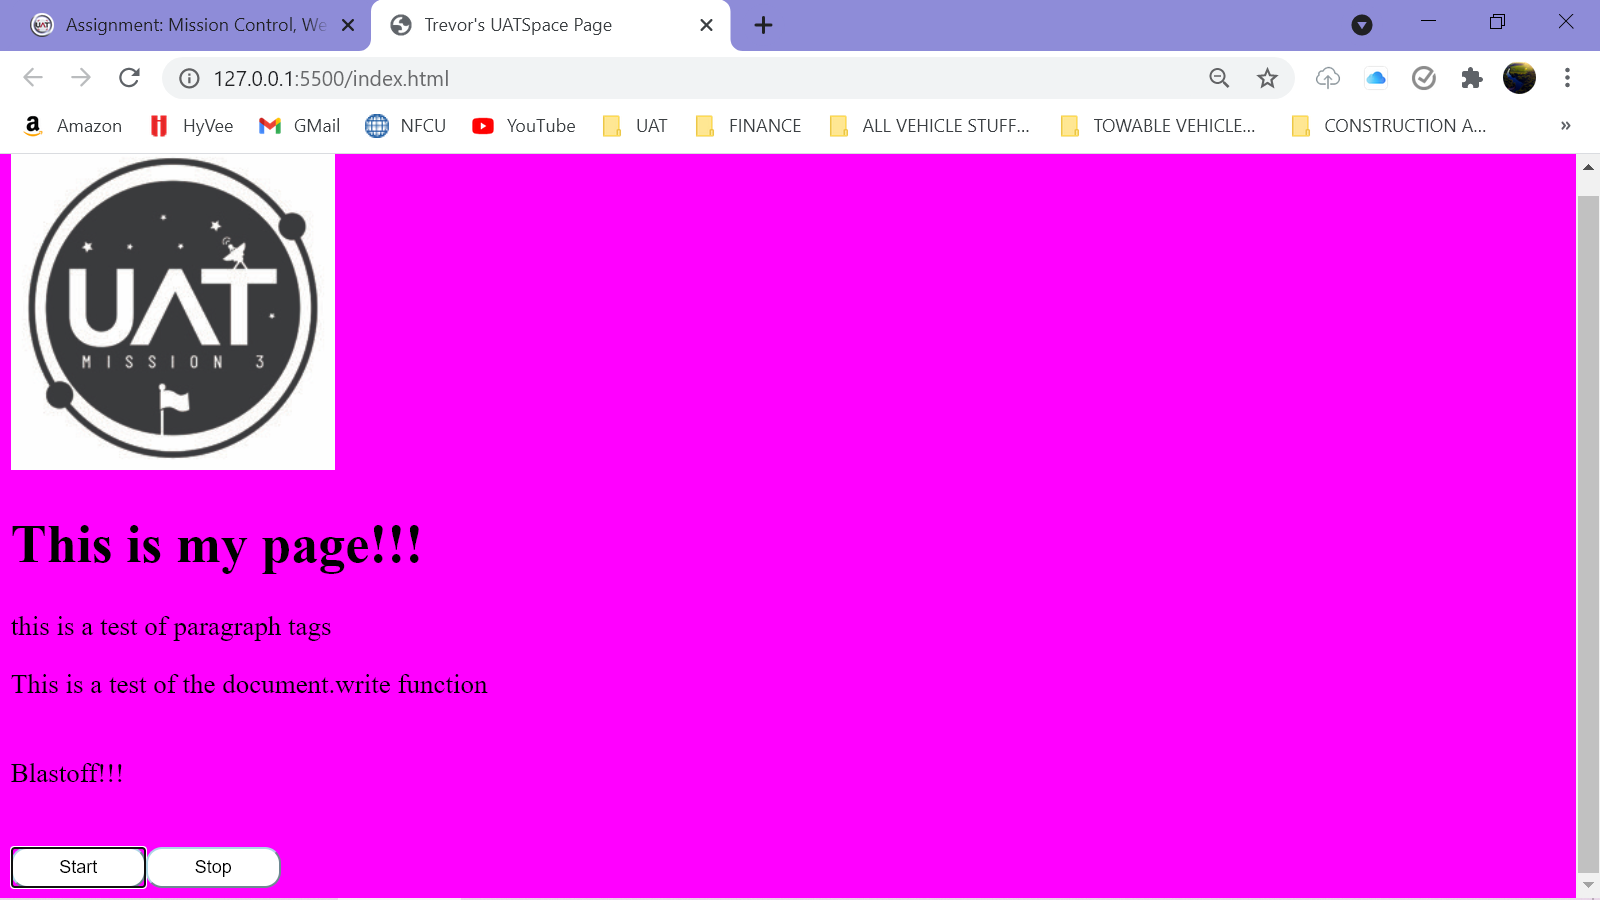 UAT Assignment: Mission Control, We Trevor's UATSpace Page
127.0.0.1:5500/index.html
a Amazon HyVee GMail NFCU YouTube UAT FINANCE ALL VEHICLE STUFF... TOWABLE VEHICLE... CONSTRUCTION A... »
UAT
MISSION 3
This is my page!!!
this is a test of paragraph tags
This is a test of the document.write function
Blastoff!!!
Start Stop